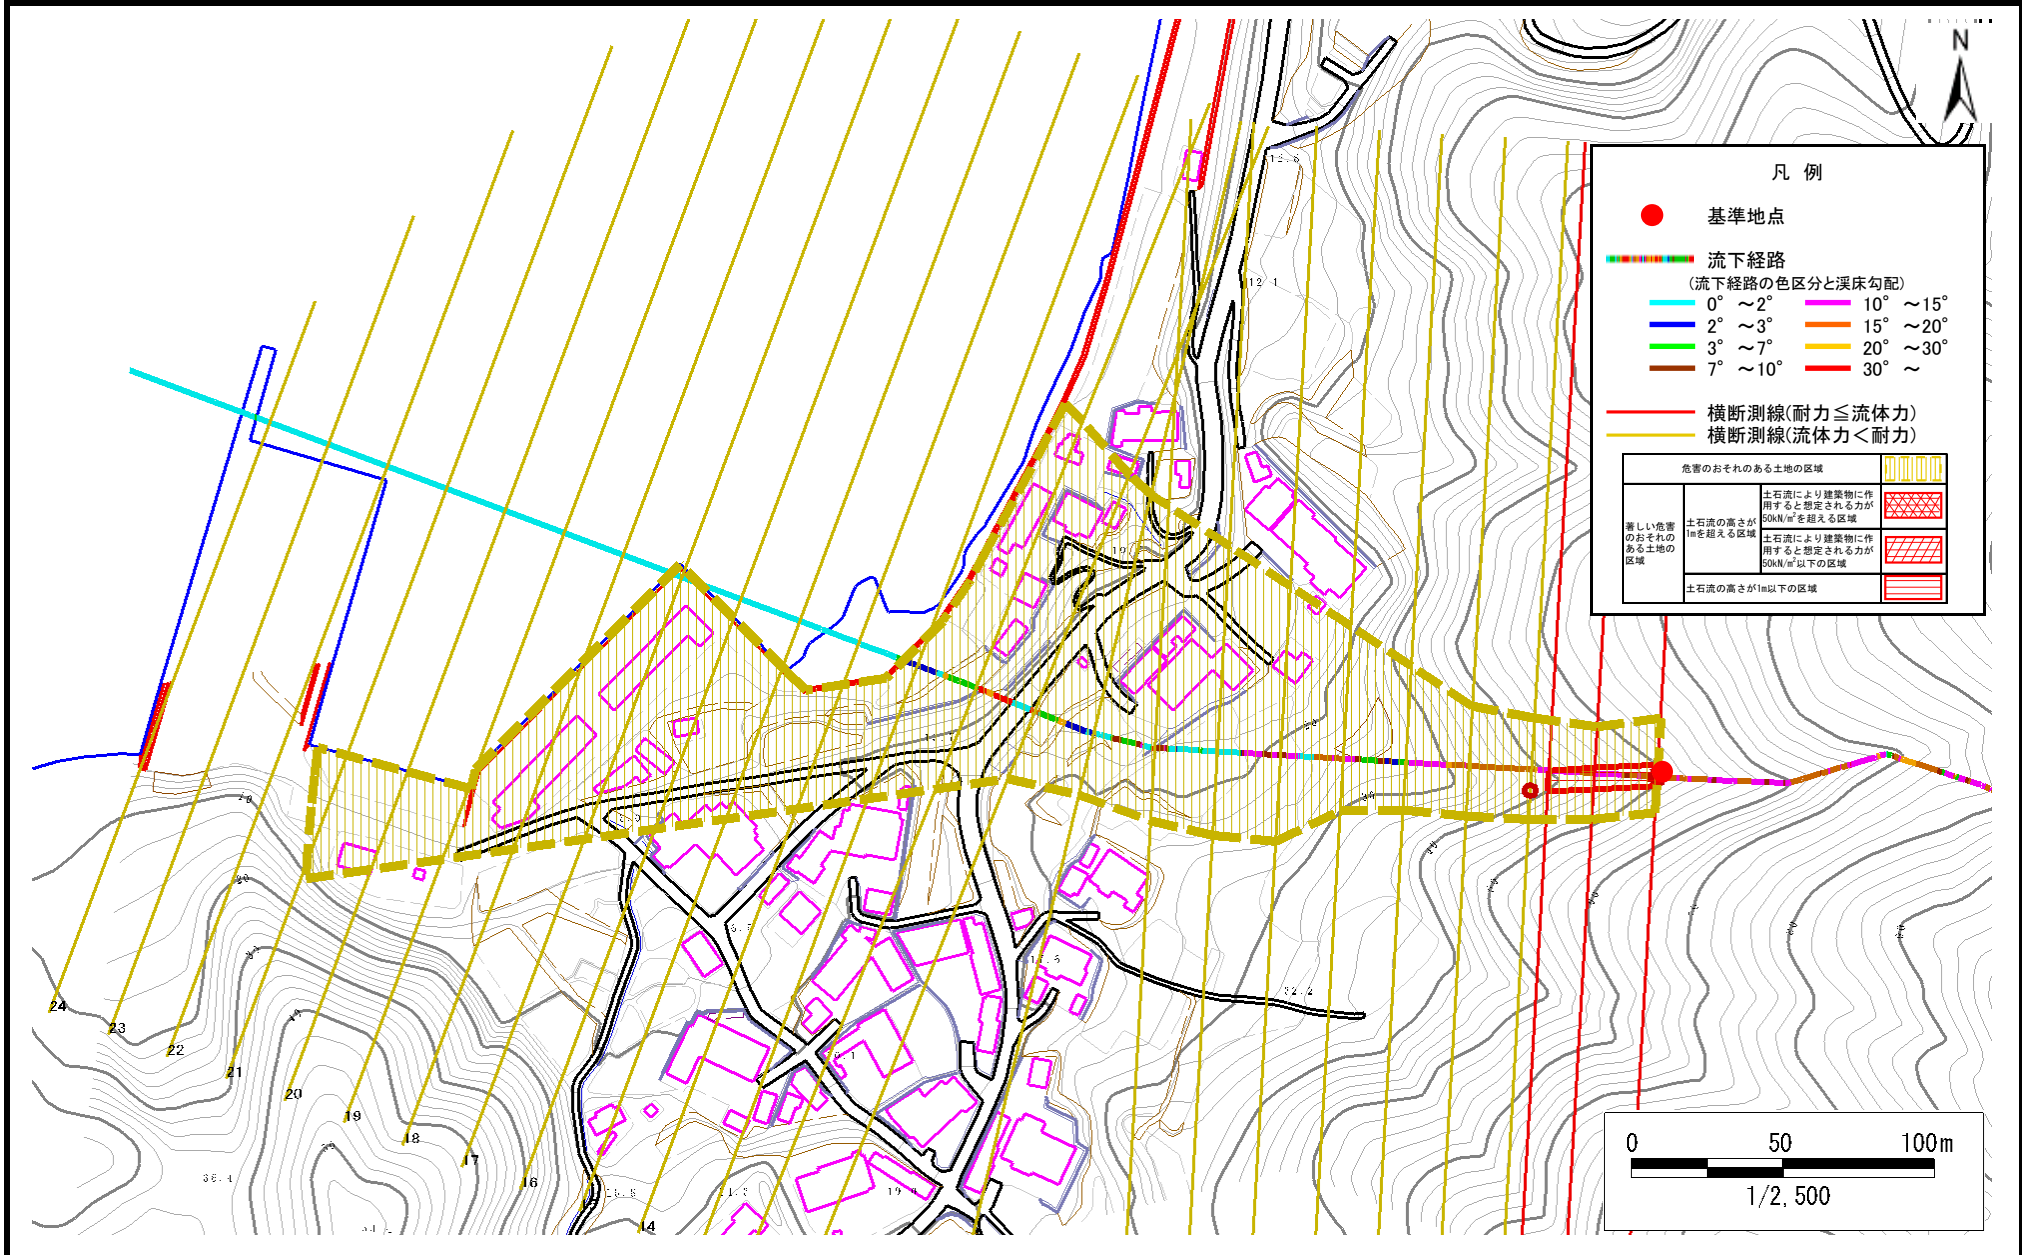 N
凡 例
基準地点
流下経路
(流下経路の色区分と渓床勾配)
0° ～2° 10° ～15°
2° ～3° 15° ～20°
3° ～7° 20° ～30°
7° ～10° 30° ～
横断測線(耐力≦流体力)
横断測線(流体力＜耐力)
危害のおそれのある土地の区域
著しい危害のおそれのある土地の区域
土石流の高さが1mを超える区域
土石流により建築物に作用すると想定される力が50kN/m²を超える区域
土石流により建築物に作用すると想定される力が50kN/m²以下の区域
土石流の高さが1m以下の区域
12.1
32.2
24
23
22
21
20
19
18
17
16
14
0 50 100m
1/2,500